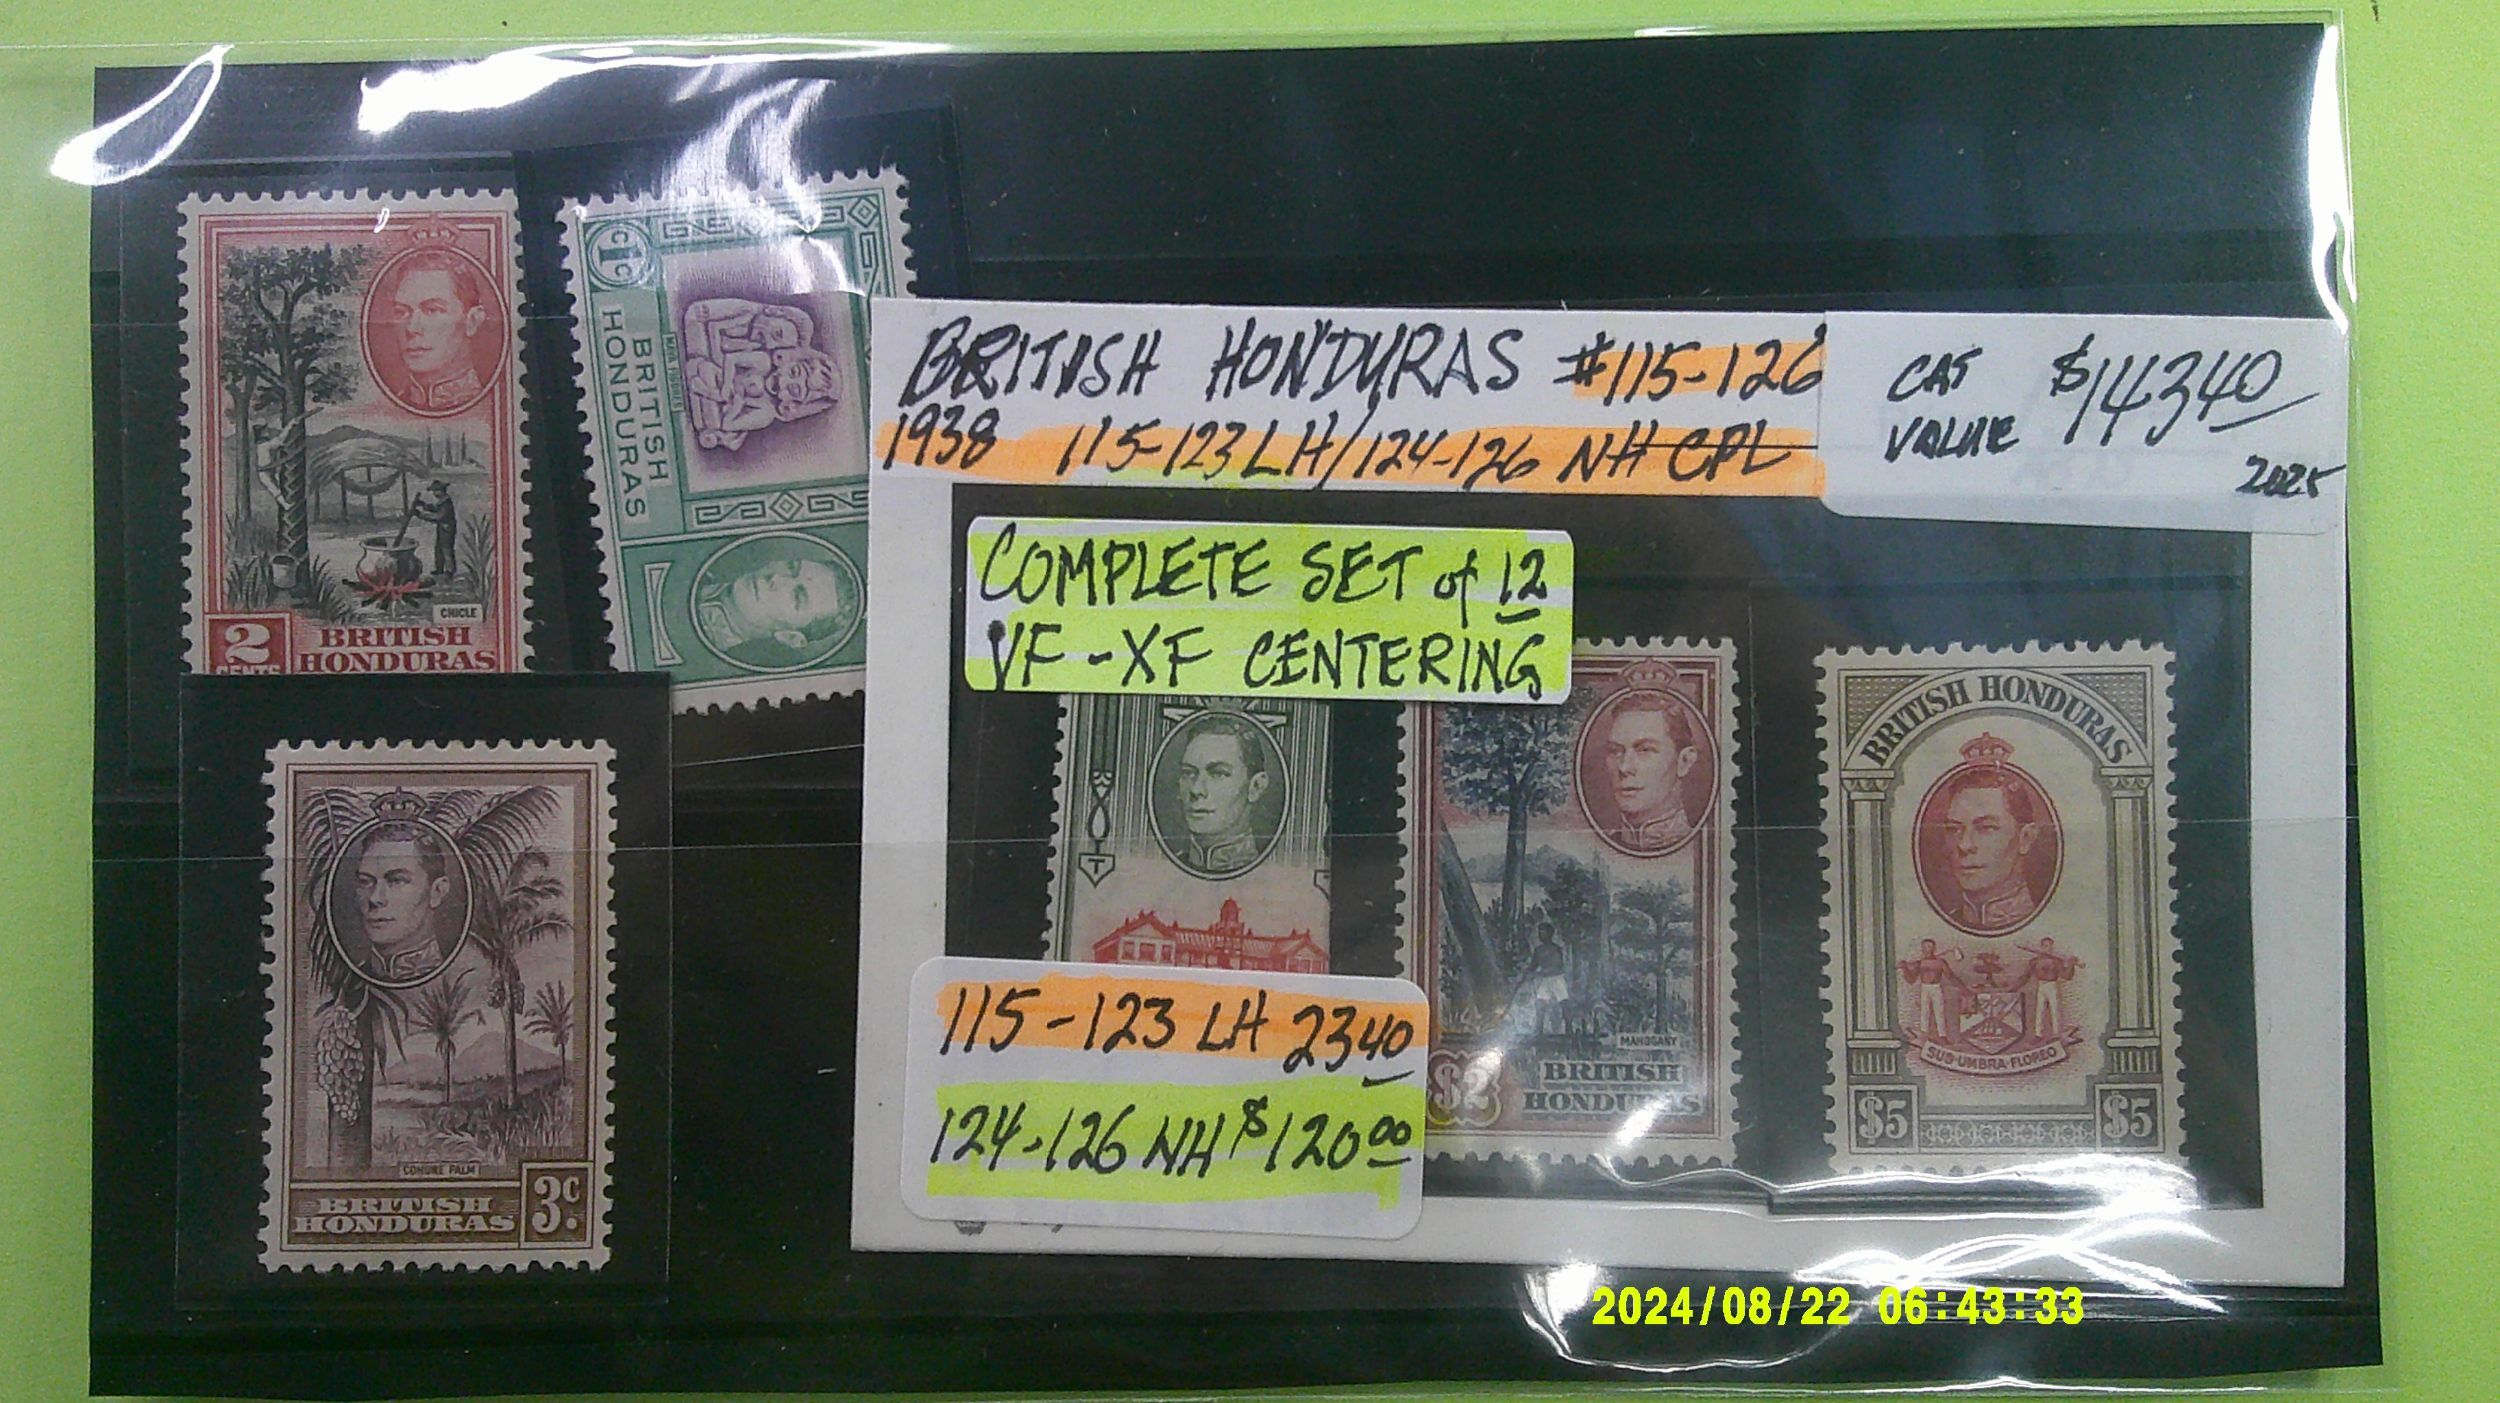 BRITISH HONDURAS #115-126
1938 115-123 LH/124-126 NH CPL
CAT VALUE $143.40
2025
COMPLETE SET of 12
VF-XF CENTERING
115-123 LH 23.40
124-126 NH $120.00
CHICLE
2 CENTS
BRITISH
HONDURAS
1c
MAYA FIGURES
BRITISH
HONDURAS
COHUNE PALM
BRITISH
HONDURAS
3c.
MAHOGANY
$2
BRITISH
HONDURAS
BRITISH HONDURAS
SUB·UMBRA·FLOREO
$5
$5
2024/08/22 06:43:33